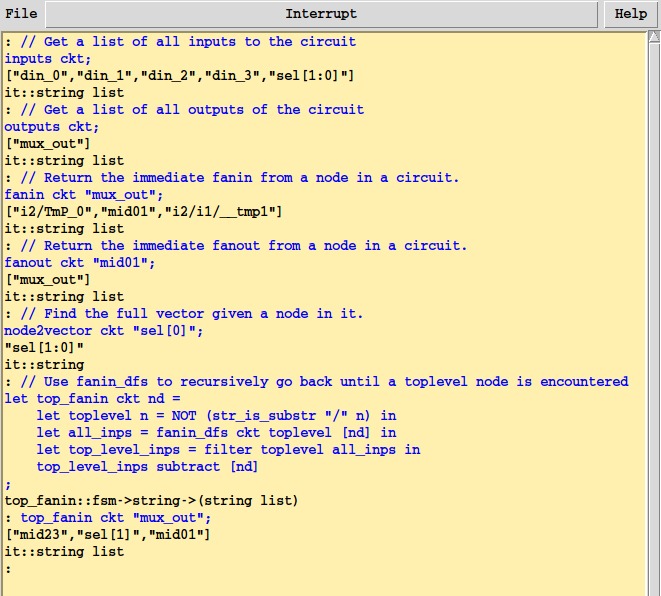 File Interrupt Help
: // Get a list of all inputs to the circuit
inputs ckt;
["din_0","din_1","din_2","din_3","sel[1:0]"]
it::string list
: // Get a list of all outputs of the circuit
outputs ckt;
["mux_out"]
it::string list
: // Return the immediate fanin from a node in a circuit.
fanin ckt "mux_out";
["i2/TmP_0","mid01","i2/i1/__tmp1"]
it::string list
: // Return the immediate fanout from a node in a circuit.
fanout ckt "mid01";
["mux_out"]
it::string list
: // Find the full vector given a node in it.
node2vector ckt "sel[0]";
"sel[1:0]"
it::string
: // Use fanin_dfs to recursively go back until a toplevel node is encountered
let top_fanin ckt nd =
    let toplevel n = NOT (str_is_substr "/" n) in
    let all_inps = fanin_dfs ckt toplevel [nd] in
    let top_level_inps = filter toplevel all_inps in
    top_level_inps subtract [nd]
;
top_fanin::fsm->string->(string list)
: top_fanin ckt "mux_out";
["mid23","sel[1]","mid01"]
it::string list
: